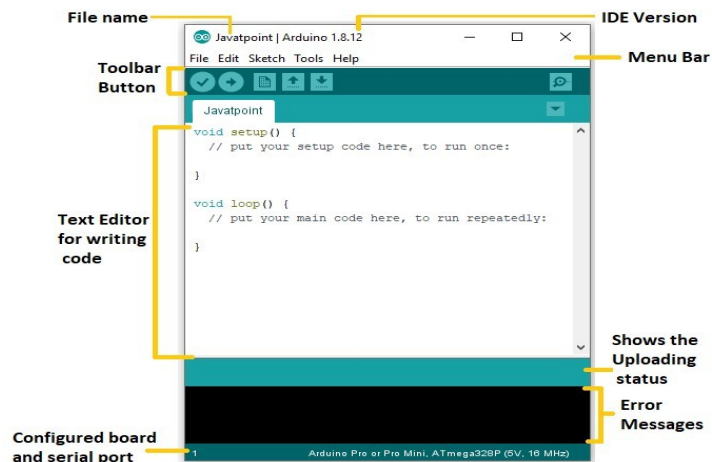 File name
IDE Version
Javatpoint | Arduino 1.8.12
File Edit Sketch Tools Help
Menu Bar
Toolbar
Button
Javatpoint
void setup() {
// put your setup code here, to run once:
}
void loop() {
// put your main code here, to run repeatedly:
}
Text Editor
for writing
code
Shows the
Uploading
status
Error
Messages
Configured board
and serial port
1
Arduino Pro or Pro Mini, ATmega328P (5V, 16 MHz)